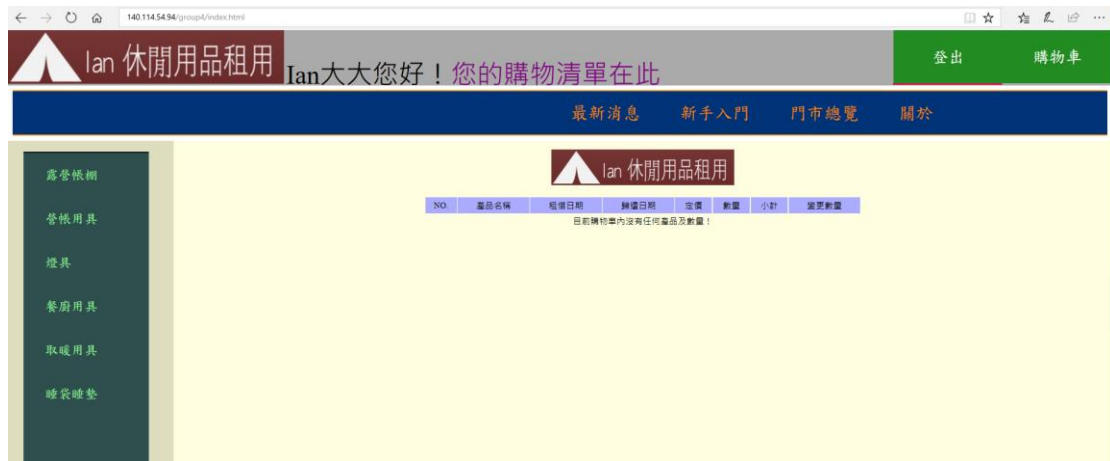 140.114.54.94/group4/index.html
Ian 休閒用品租用
Ian大大您好！您的購物清單在此
登出 購物車
最新消息 新手入門 門市總覽 關於
露營帳棚
營帳用具
燈具
餐廚用具
取暖用具
睡袋睡墊
Ian 休閒用品租用
NO. 產品名稱 租借日期 歸還日期 定價 數量 小計 變更數量
目前購物車內沒有任何產品及數量！